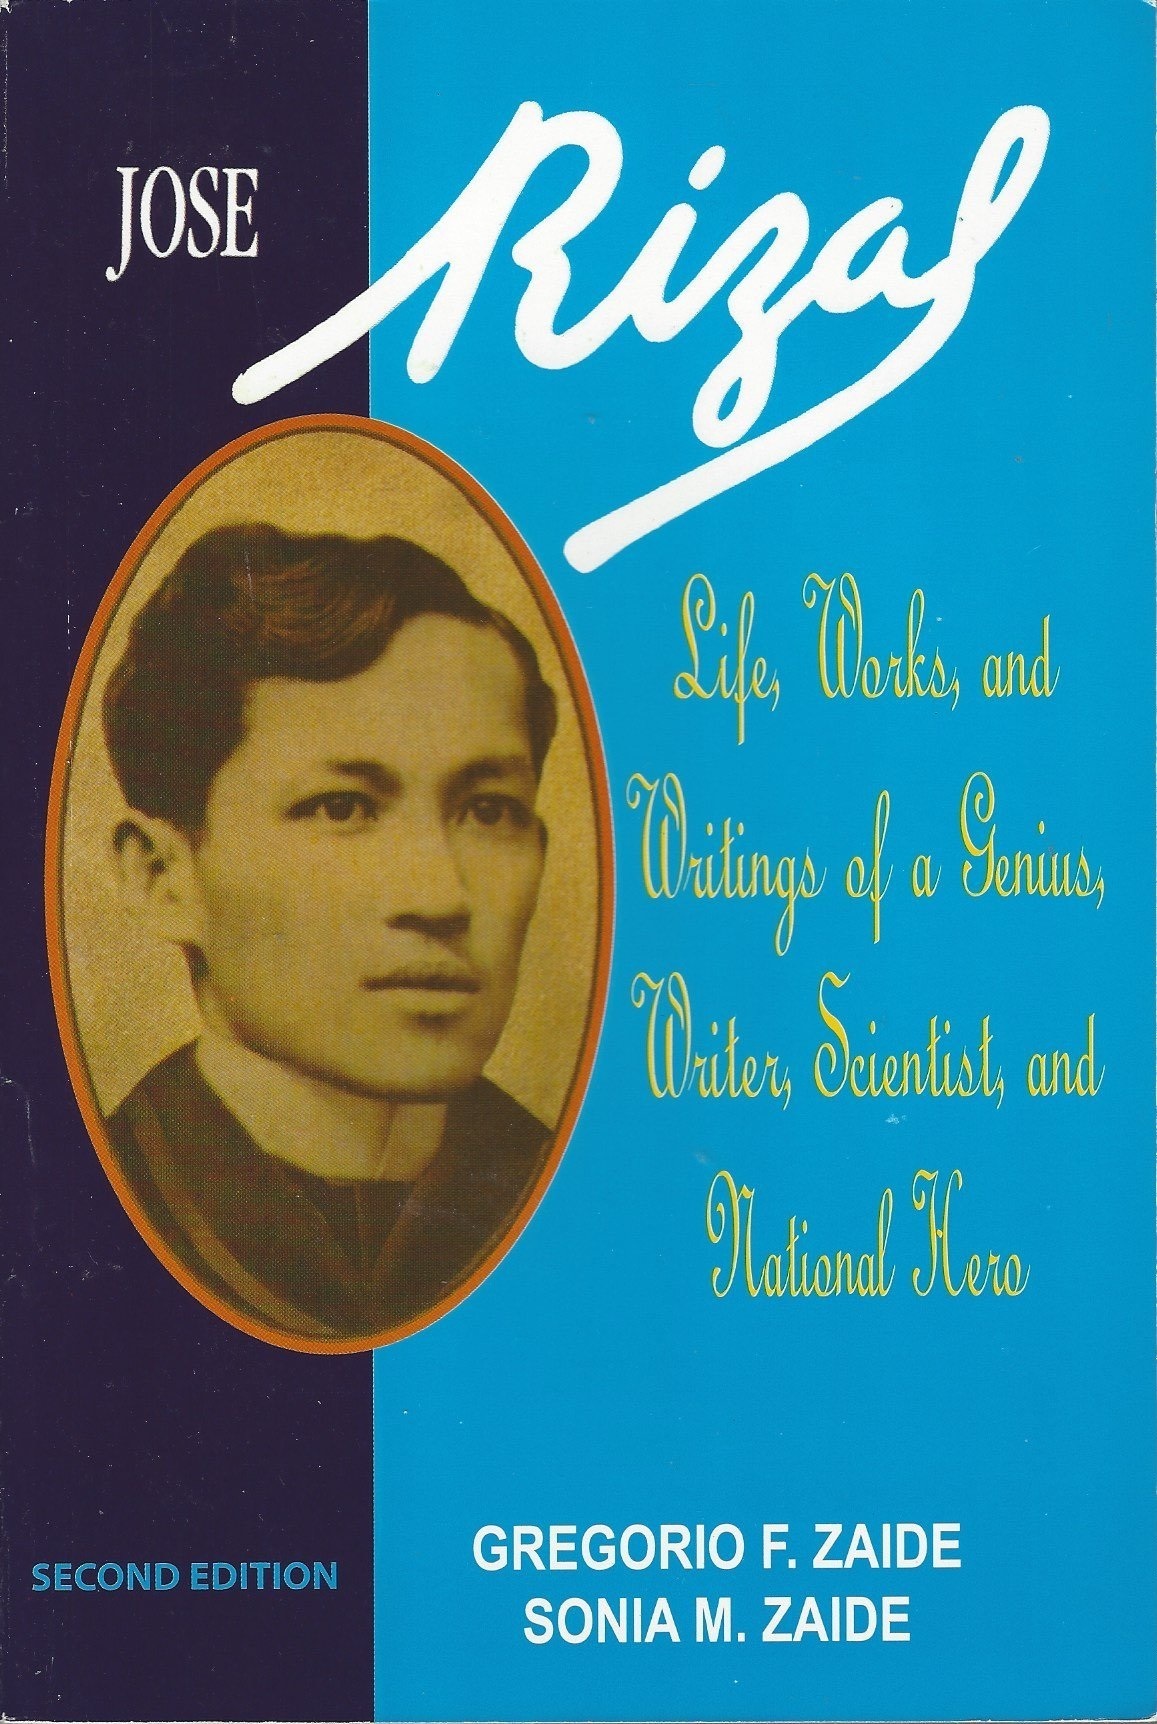 JOSE
Rizal
Life, Works, and
Writings of a Genius,
Writer, Scientist, and
National Hero
SECOND EDITION
GREGORIO F. ZAIDE
SONIA M. ZAIDE